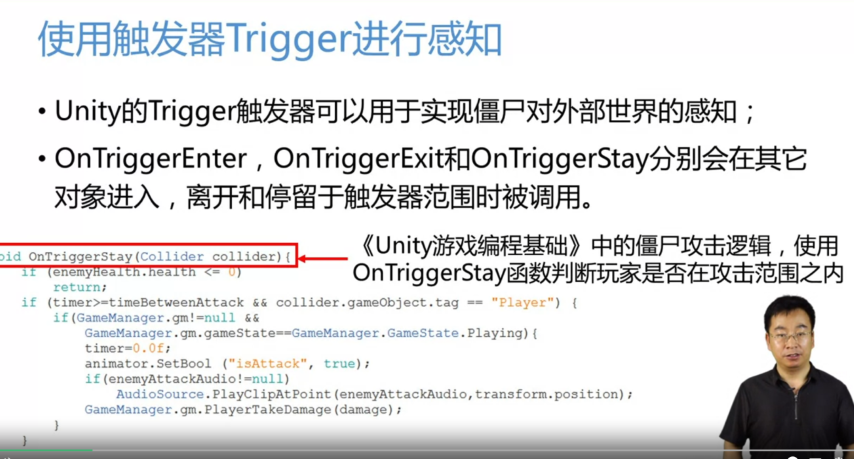 使用触发器Trigger进行感知
• Unity的Trigger触发器可以用于实现僵尸对外部世界的感知；
• OnTriggerEnter，OnTriggerExit和OnTriggerStay分别会在其它
对象进入，离开和停留于触发器范围时被调用。
《Unity游戏编程基础》中的僵尸攻击逻辑，使用
OnTriggerStay函数判断玩家是否在攻击范围之内
oid OnTriggerStay(Collider collider){
if (enemyHealth.health <= 0)
return;
if (timer>=timeBetweenAttack && collider.gameObject.tag == "Player") {
if(GameManager.gm!=null &&
GameManager.gm.gameState==GameManager.GameState.Playing){
timer=0.0f;
animator.SetBool ("isAttack", true);
if(enemyAttackAudio!=null)
AudioSource.PlayClipAtPoint(enemyAttackAudio,transform.position);
GameManager.gm.PlayerTakeDamage(damage);
}
}